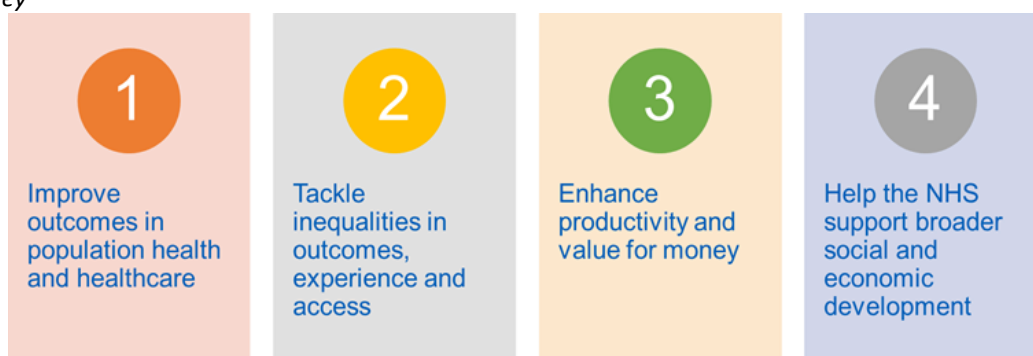 ey
1
Improve
outcomes in
population health
and healthcare
2
Tackle
inequalities in
outcomes,
experience and
access
3
Enhance
productivity and
value for money
4
Help the NHS
support broader
social and
economic
development